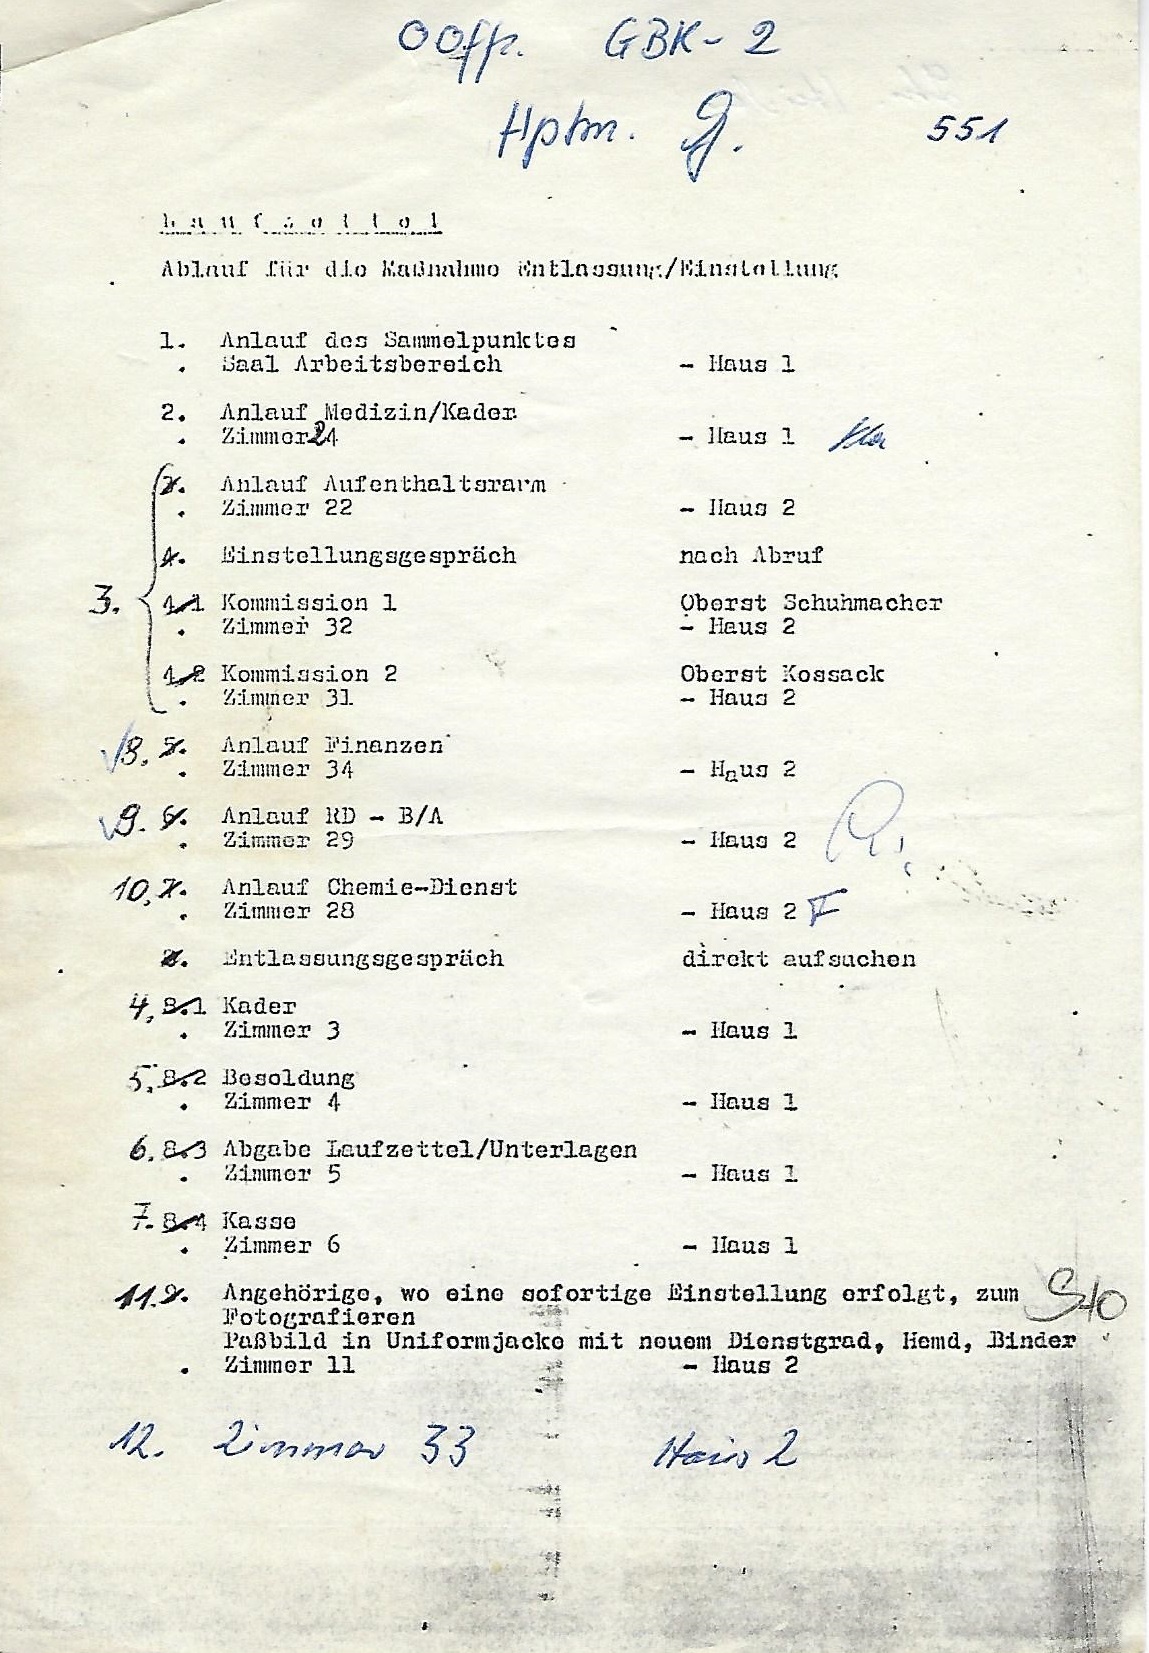 OOffz. GBK-2
Hptm. G.
551
L a u f z e t t e l
Ablauf für die Maßnahme Entlassung/Einstellung
1. Anlauf des Sammelpunktes
. Saal Arbeitsbereich - Haus 1
2. Anlauf Medizin/Kader
. Zimmer 24 - Haus 1
3. Anlauf Aufenthaltsrarm
. Zimmer 22 - Haus 2
4. Einstellungsgespräch nach Abruf
3. 4.1 Kommission 1 Oberst Schuhmacher
. Zimmer 32 - Haus 2
4.2 Kommission 2 Oberst Kossack
. Zimmer 31 - Haus 2
8. 5. Anlauf Finanzen
. Zimmer 34 - Haus 2
9. 6. Anlauf RD - B/A
. Zimmer 29 - Haus 2
10. 7. Anlauf Chemie-Dienst
. Zimmer 28 - Haus 2 F
8. Entlassungsgespräch direkt aufsuchen
4. 8.1 Kader
. Zimmer 3 - Haus 1
5. 8.2 Besoldung
. Zimmer 4 - Haus 1
6. 8.3 Abgabe Laufzettel/Unterlagen
. Zimmer 5 - Haus 1
7. 8.4 Kasse
. Zimmer 6 - Haus 1
11. 9. Angehörige, wo eine sofortige Einstellung erfolgt, zum
Fotografieren
Paßbild in Uniformjacke mit neuem Dienstgrad, Hemd, Binder
. Zimmer 11 - Haus 2
12. Zimmer 33 Haus 2